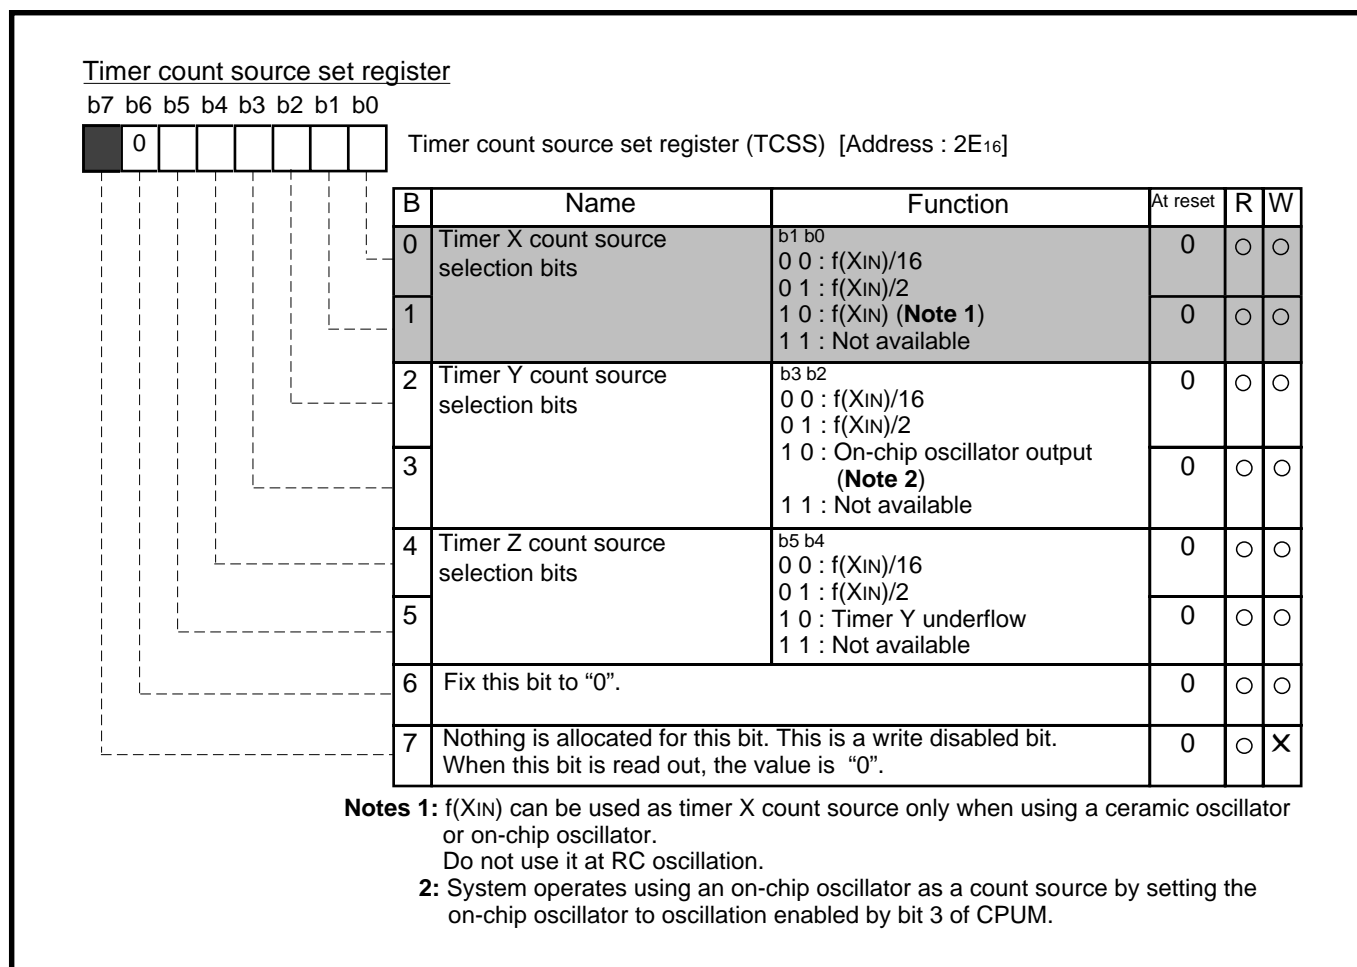 Timer count source set register
b7 b6 b5 b4 b3 b2 b1 b0
0
Timer count source set register (TCSS) [Address : 2E16]
B Name Function At reset R W
0 Timer X count source selection bits
b1 b0
0 0 : f(XIN)/16
0 1 : f(XIN)/2
1 0 : f(XIN) (Note 1)
1 1 : Not available
0 ○ ○
1 0 ○ ○
2 Timer Y count source selection bits
b3 b2
0 0 : f(XIN)/16
0 1 : f(XIN)/2
1 0 : On-chip oscillator output
(Note 2)
1 1 : Not available
0 ○ ○
3 0 ○ ○
4 Timer Z count source selection bits
b5 b4
0 0 : f(XIN)/16
0 1 : f(XIN)/2
1 0 : Timer Y underflow
1 1 : Not available
0 ○ ○
5 0 ○ ○
6 Fix this bit to “0”. 0 ○ ○
7 Nothing is allocated for this bit. This is a write disabled bit.
When this bit is read out, the value is “0”.
0 ○ ×
Notes 1: f(XIN) can be used as timer X count source only when using a ceramic oscillator
or on-chip oscillator.
Do not use it at RC oscillation.
2: System operates using an on-chip oscillator as a count source by setting the
on-chip oscillator to oscillation enabled by bit 3 of CPUM.